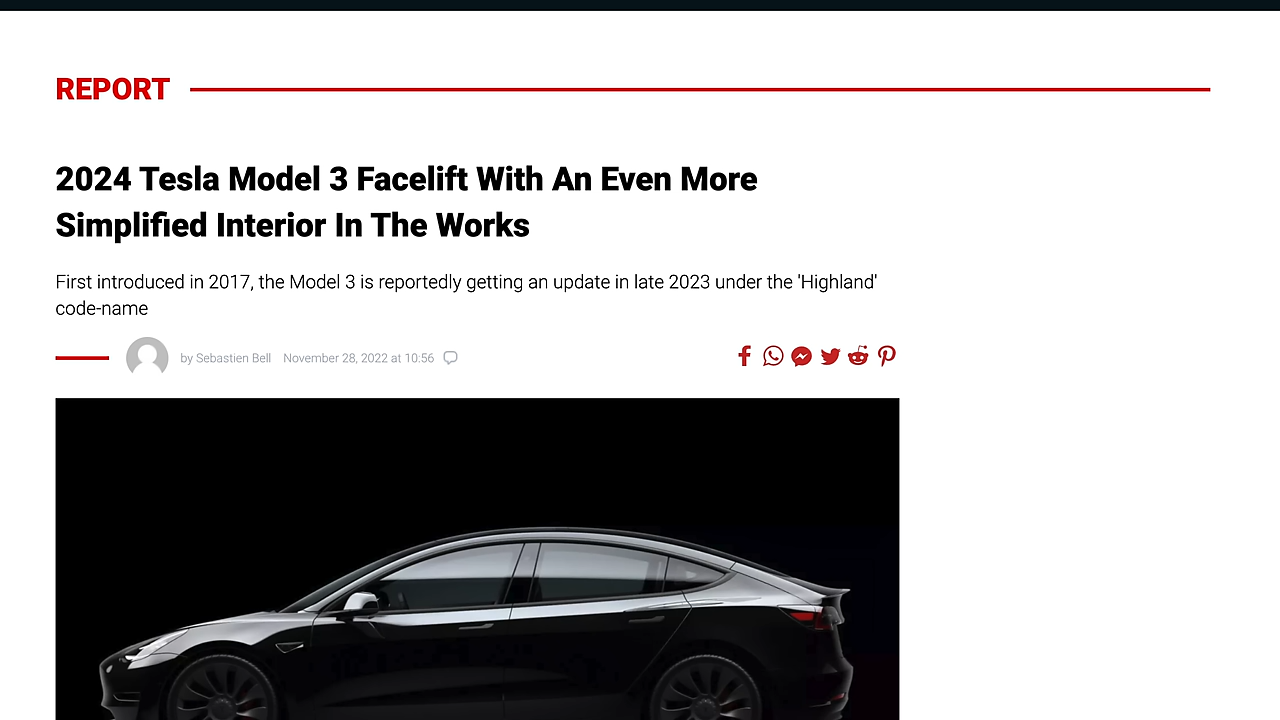 REPORT
2024 Tesla Model 3 Facelift With An Even More
Simplified Interior In The Works
First introduced in 2017, the Model 3 is reportedly getting an update in late 2023 under the 'Highland'
code-name
by Sebastien Bell November 28, 2022 at 10:56